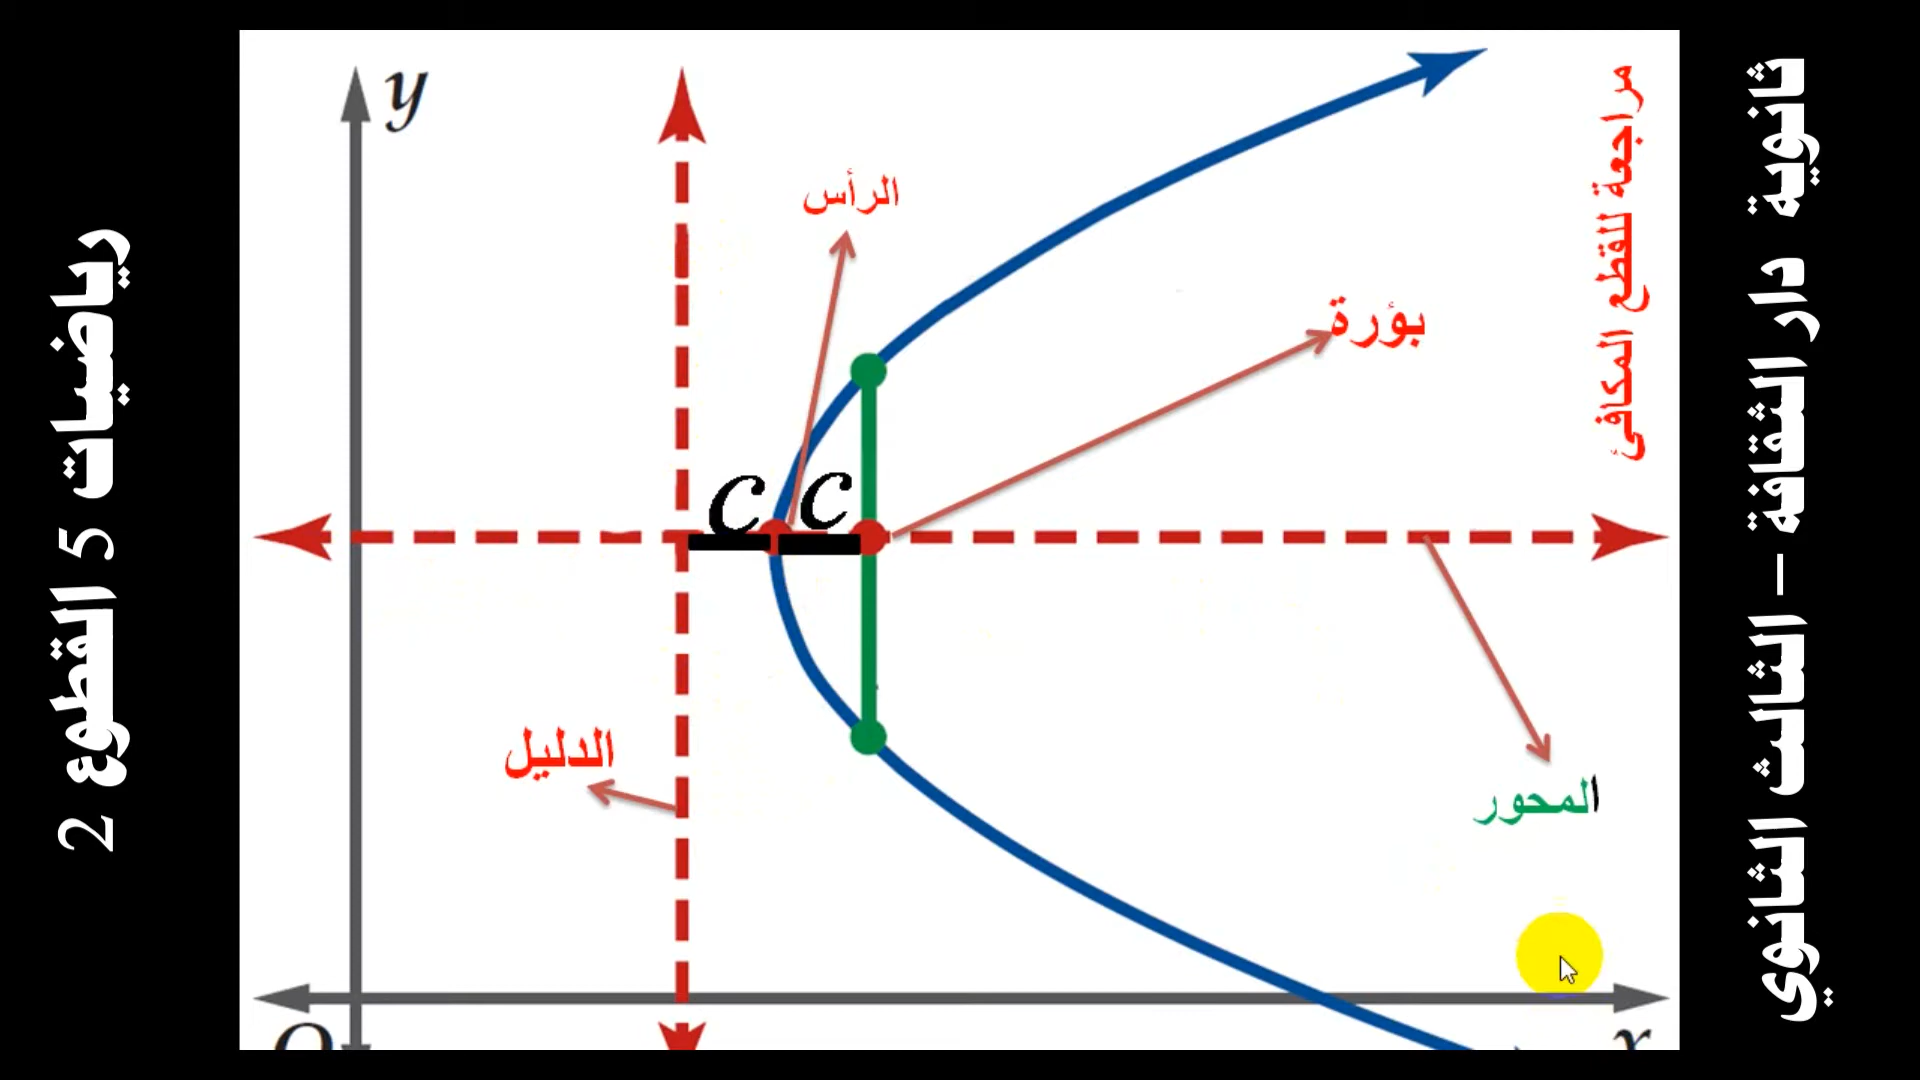 ثانوية دار الثقافة – الثالث الثانوي
مراجعة للقطع المكافئ
رياضيات 5 القطوع 2
y
الرأس
بؤرة
C
C
الدليل
المحور
O
x